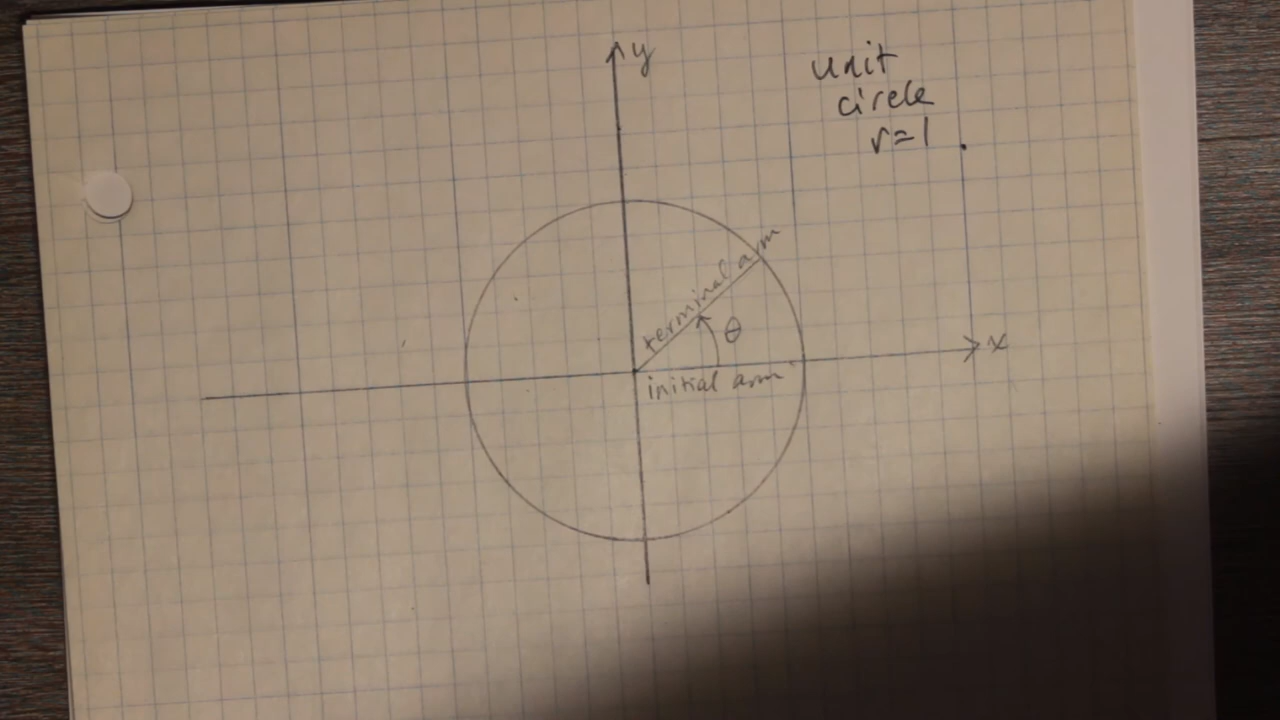 y
unit
circle
r=1
terminal arm
θ
x
initial arm